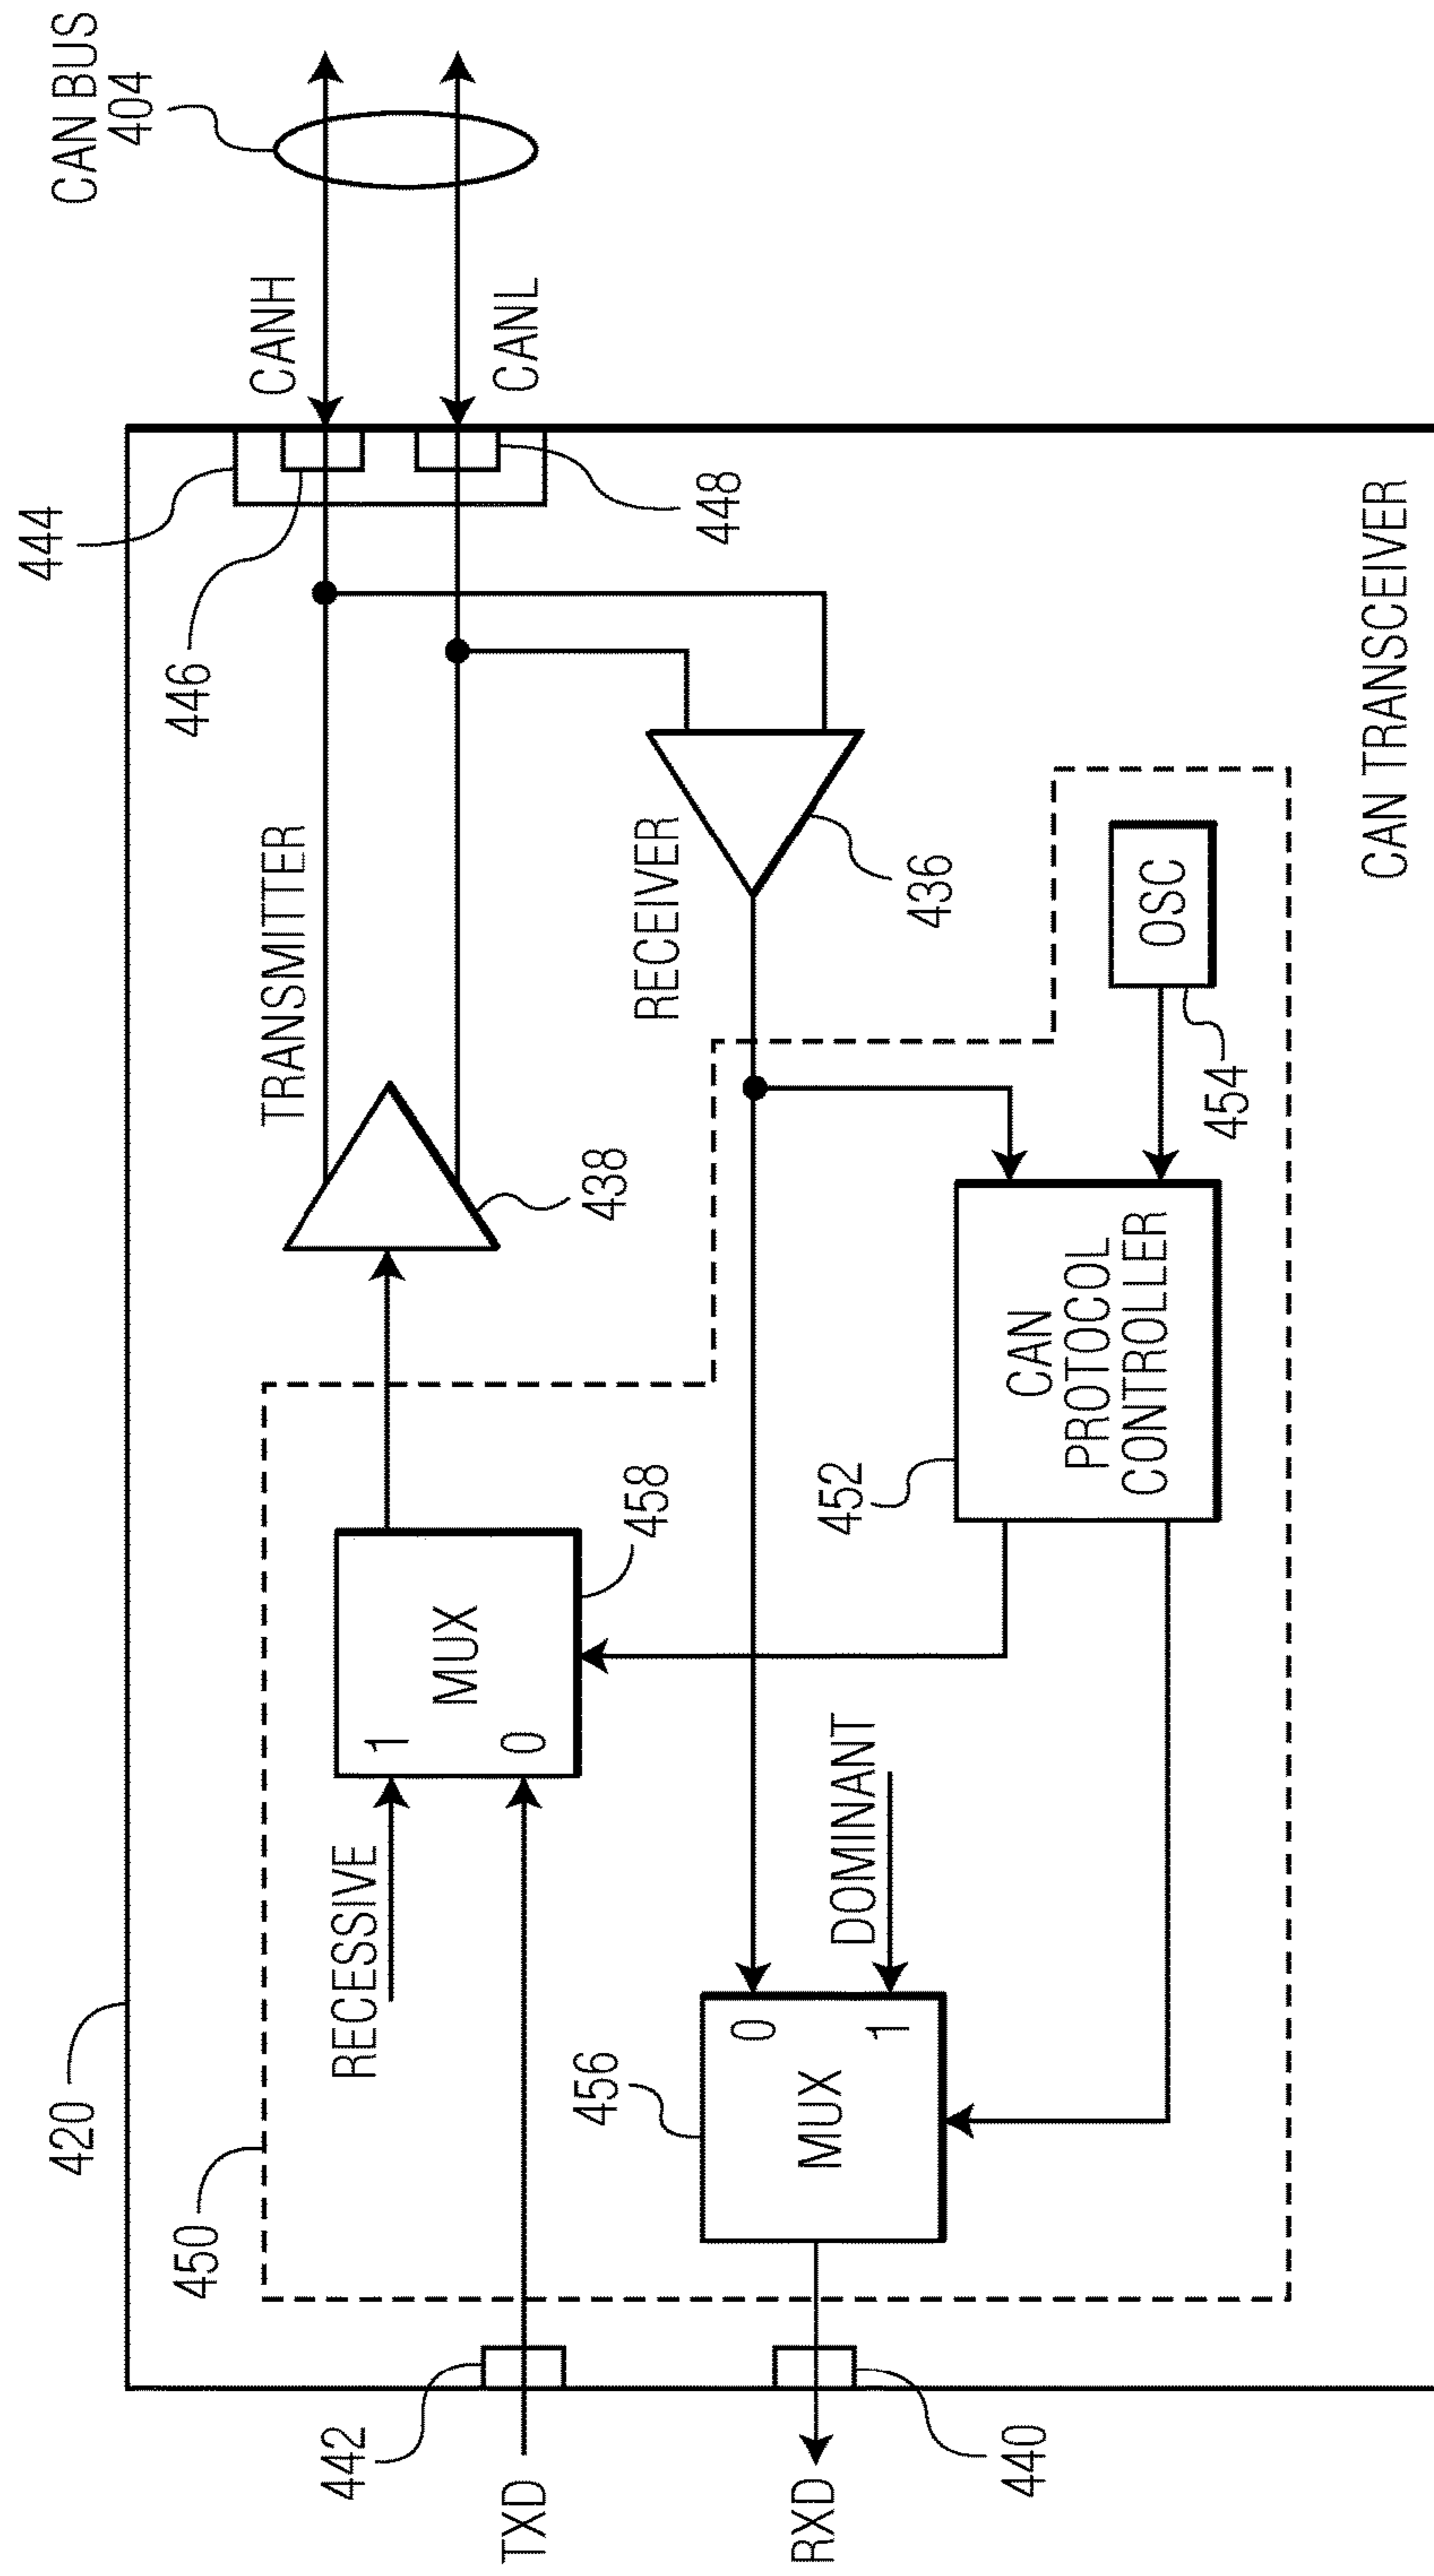 CAN BUS
404
CANH
CANL
444
446
448
TRANSMITTER
438
RECEIVER
436
420
450
RECESSIVE
1
0
MUX
458
456
MUX
0
1
DOMINANT
452
CAN
PROTOCOL
CONTROLLER
OSC
454
442
TXD
440
RXD
CAN TRANSCEIVER